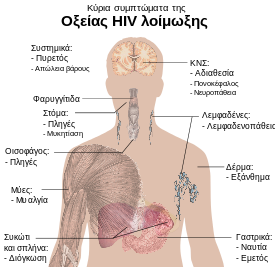 Κύρια συμπτώματα της
Οξείας HIV λοίμωξης
Συστημικά:
- Πυρετός
- Απώλεια βάρους
ΚΝΣ:
- Αδιαθεσία
- Πονοκέφαλος
- Νευροπάθεια
Φαρυγγίτιδα
Στόμα:
- Πληγές
- Μυκητίαση
Λεμφαδένες:
- Λεμφαδενοπάθεια
Οισοφάγος:
- Πληγές
Δέρμα:
- Εξάνθημα
Μύες:
- Μυαλγία
Συκώτι
και σπλήνα:
- Διόγκωση
Γαστρικά:
- Ναυτία
- Εμετός